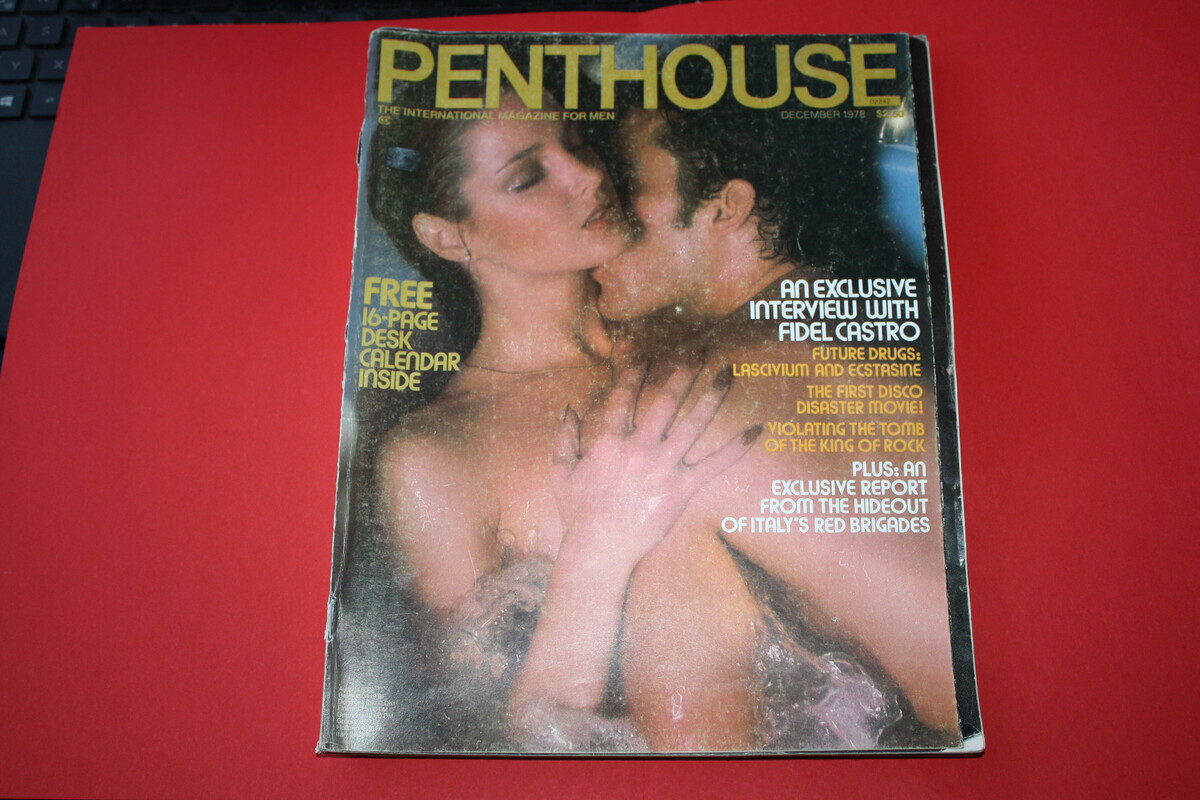 PENTHOUSE
THE INTERNATIONAL MAGAZINE FOR MEN
02242
DECEMBER 1978
FREE
16-PAGE
DESK
CALENDAR
INSIDE
AN EXCLUSIVE
INTERVIEW WITH
FIDEL CASTRO
FUTURE DRUGS:
LASCIVIUM AND ECSTASINE
THE FIRST DISCO
DISASTER MOVIE!
VIOLATING THE TOMB
OF THE KING OF ROCK
PLUS: AN
EXCLUSIVE REPORT
FROM THE HIDEOUT
OF ITALY'S RED BRIGADES